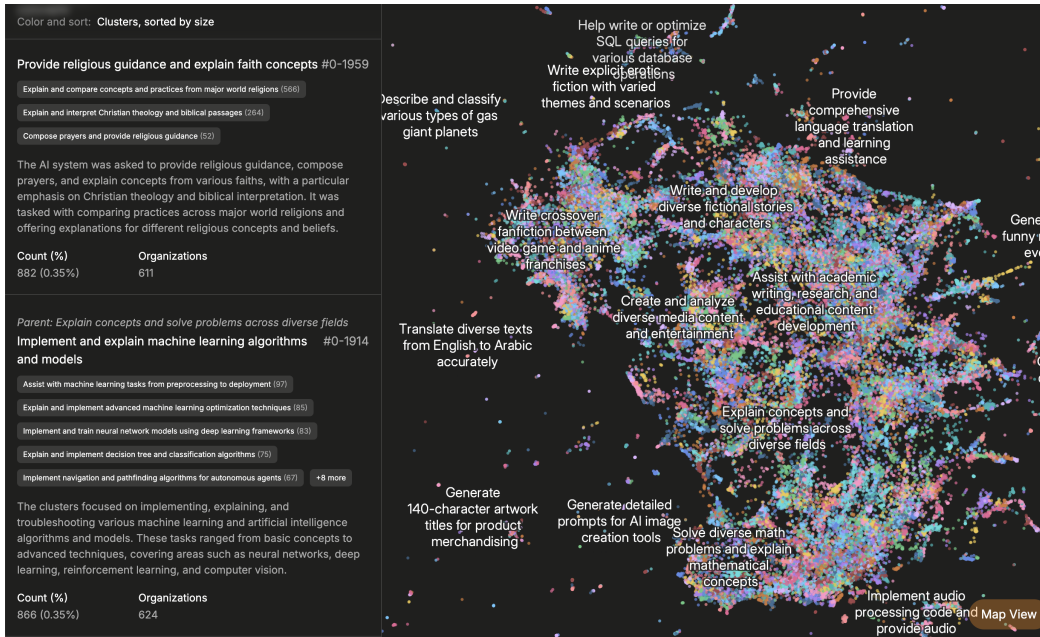 Color and sort: Clusters, sorted by size
Provide religious guidance and explain faith concepts #0-1959
Explain and compare concepts and practices from major world religions (566)
Explain and interpret Christian theology and biblical passages (264)
Compose prayers and provide religious guidance (52)
The AI system was asked to provide religious guidance, compose
prayers, and explain concepts from various faiths, with a particular
emphasis on Christian theology and biblical interpretation. It was
tasked with comparing practices across major world religions and
offering explanations for different religious concepts and beliefs.
Count (%) Organizations
882 (0.35%) 611
Parent: Explain concepts and solve problems across diverse fields
Implement and explain machine learning algorithms #0-1914
and models
Assist with machine learning tasks from preprocessing to deployment (97)
Explain and implement advanced machine learning optimization techniques (85)
Implement and train neural network models using deep learning frameworks (83)
Explain and implement decision tree and classification algorithms (75)
Implement navigation and pathfinding algorithms for autonomous agents (67) +8 more
The clusters focused on implementing, explaining, and
troubleshooting various machine learning and artificial intelligence
algorithms and models. These tasks ranged from basic concepts to
advanced techniques, covering areas such as neural networks, deep
learning, reinforcement learning, and computer vision.
Count (%) Organizations
866 (0.35%) 624
Help write or optimize
SQL queries for
various database
operations
Write explicit erotic
fiction with varied
themes and scenarios
Describe and classify
various types of gas
giant planets
Provide
comprehensive
language translation
and learning
assistance
Write and develop
diverse fictional stories
and characters
Write crossover
fanfiction between
video game and anime
franchises
Gene
funny
eve
Assist with academic
writing, research, and
educational content
development
Create and analyze
diverse media content
and entertainment
Translate diverse texts
from English to Arabic
accurately
Explain concepts and
solve problems across
diverse fields
Generate
140-character artwork
titles for product
merchandising
Generate detailed
prompts for AI image
creation tools
Solve diverse math
problems and explain
mathematical
concepts
Implement audio
processing code and
provide audio
Map View